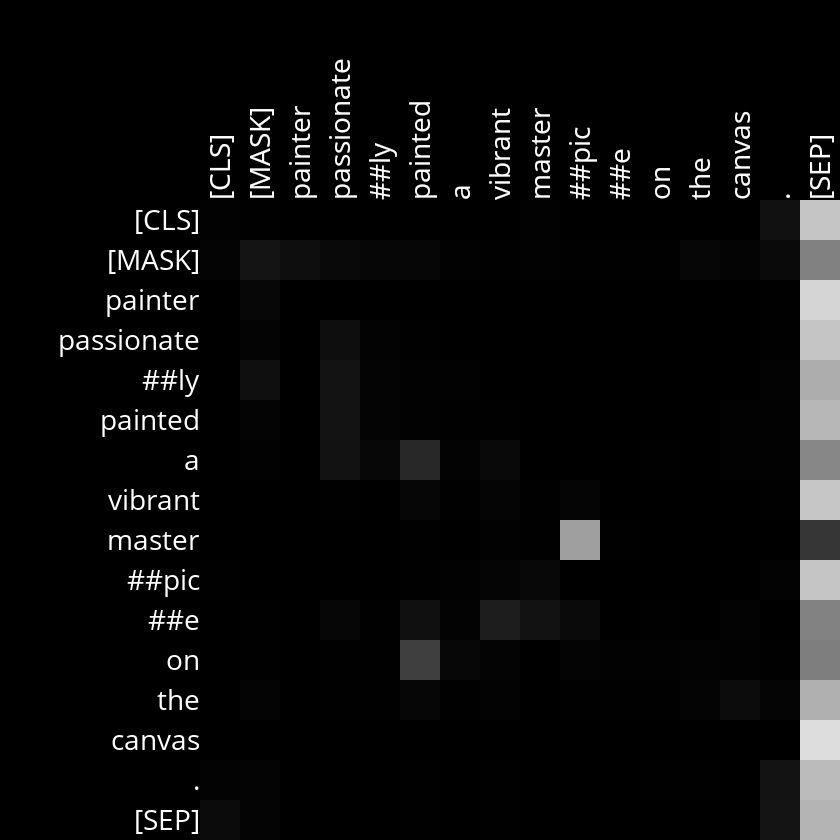 [CLS] [MASK] painter passionate ##ly painted a vibrant master ##pic ##e on the canvas . [SEP]
[CLS]
[MASK]
painter
passionate
##ly
painted
a
vibrant
master
##pic
##e
on
the
canvas
.
[SEP]